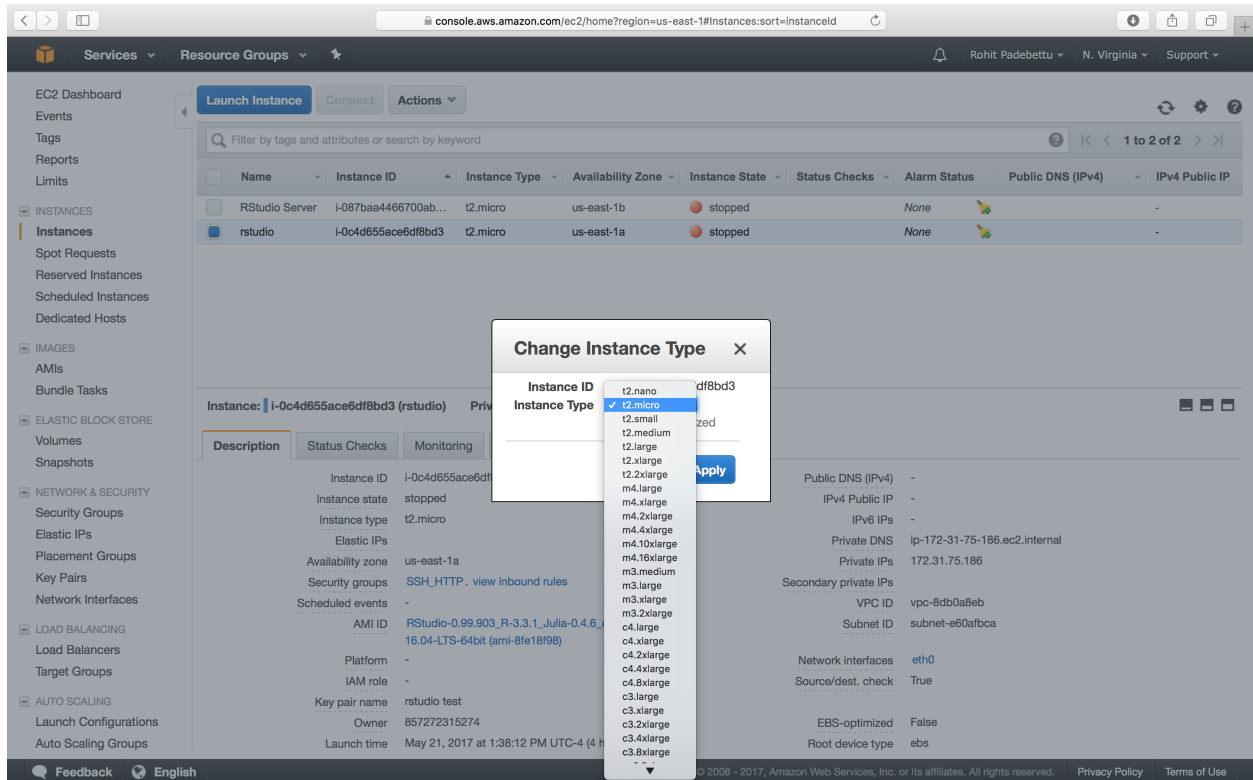 console.aws.amazon.com/ec2/home?region=us-east-1#Instances:sort=instanceId
Services Resource Groups Rohit Padebettu N. Virginia Support
EC2 Dashboard
Events
Tags
Reports
Limits
INSTANCES
Instances
Spot Requests
Reserved Instances
Scheduled Instances
Dedicated Hosts
IMAGES
AMIs
Bundle Tasks
ELASTIC BLOCK STORE
Volumes
Snapshots
NETWORK & SECURITY
Security Groups
Elastic IPs
Placement Groups
Key Pairs
Network Interfaces
LOAD BALANCING
Load Balancers
Target Groups
AUTO SCALING
Launch Configurations
Auto Scaling Groups
Launch Instance Connect Actions
Filter by tags and attributes or search by keyword 1 to 2 of 2
Name Instance ID Instance Type Availability Zone Instance State Status Checks Alarm Status Public DNS (IPv4) IPv4 Public IP
RStudio Server i-087baa4466700ab... t2.micro us-east-1b stopped None -
rstudio i-0c4d655ace6df8bd3 t2.micro us-east-1a stopped None -
Change Instance Type
Instance ID df8bd3
Instance Type
zed
Apply
t2.nano
✓ t2.micro
t2.small
t2.medium
t2.large
t2.xlarge
t2.2xlarge
m4.large
m4.xlarge
m4.2xlarge
m4.4xlarge
m4.10xlarge
m4.16xlarge
m3.medium
m3.large
m3.xlarge
m3.2xlarge
c4.large
c4.xlarge
c4.2xlarge
c4.4xlarge
c4.8xlarge
c3.large
c3.xlarge
c3.2xlarge
c3.4xlarge
c3.8xlarge
Instance: i-0c4d655ace6df8bd3 (rstudio) Priv
Description Status Checks Monitoring
Instance ID i-0c4d655ace6df
Instance state stopped
Instance type t2.micro
Elastic IPs
Availability zone us-east-1a
Security groups SSH_HTTP. view inbound rules
Scheduled events -
AMI ID RStudio-0.99.903_R-3.3.1_Julia-0.4.6_
16.04-LTS-64bit (ami-8fe18f98)
Platform -
IAM role -
Key pair name rstudio test
Owner 857272315274
Launch time May 21, 2017 at 1:38:12 PM UTC-4 (4 h
Public DNS (IPv4) -
IPv4 Public IP -
IPv6 IPs -
Private DNS ip-172-31-75-186.ec2.internal
Private IPs 172.31.75.186
Secondary private IPs
VPC ID vpc-8db0a8eb
Subnet ID subnet-e60afbca
Network interfaces eth0
Source/dest. check True
EBS-optimized False
Root device type ebs
Feedback English © 2008 - 2017, Amazon Web Services, Inc. or its affiliates. All rights reserved. Privacy Policy Terms of Use